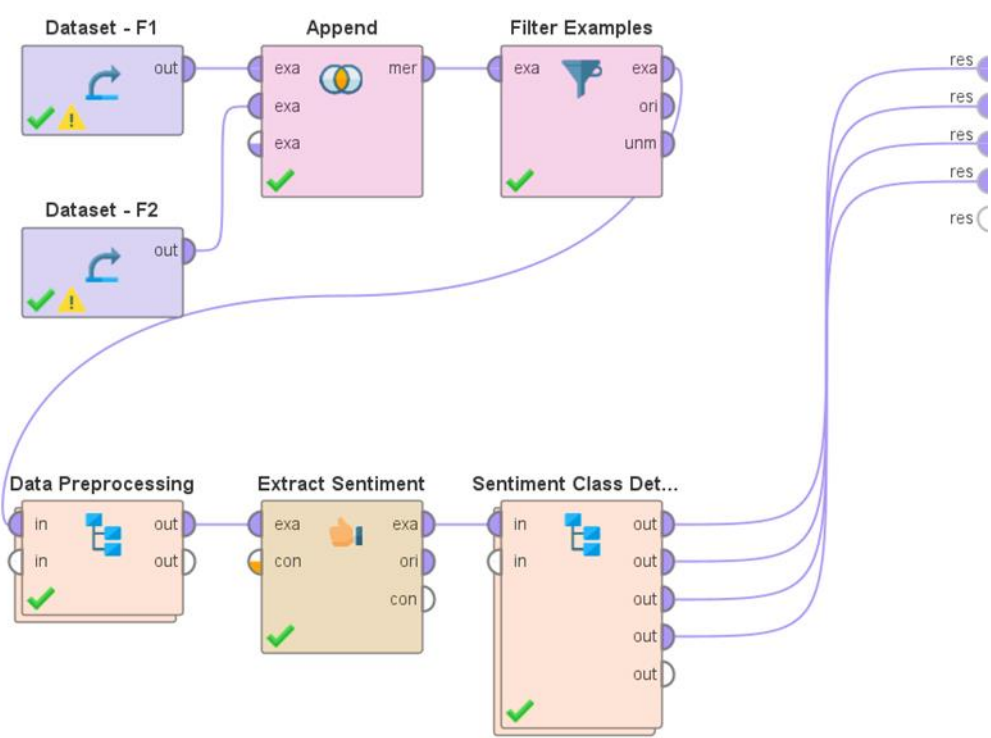 Dataset - F1
out
Append
exa
exa
exa
mer
Filter Examples
exa
exa
ori
unm
res
res
res
res
res
Dataset - F2
out
Data Preprocessing
in
in
out
out
Extract Sentiment
exa
con
exa
ori
con
Sentiment Class Det...
in
in
out
out
out
out
out